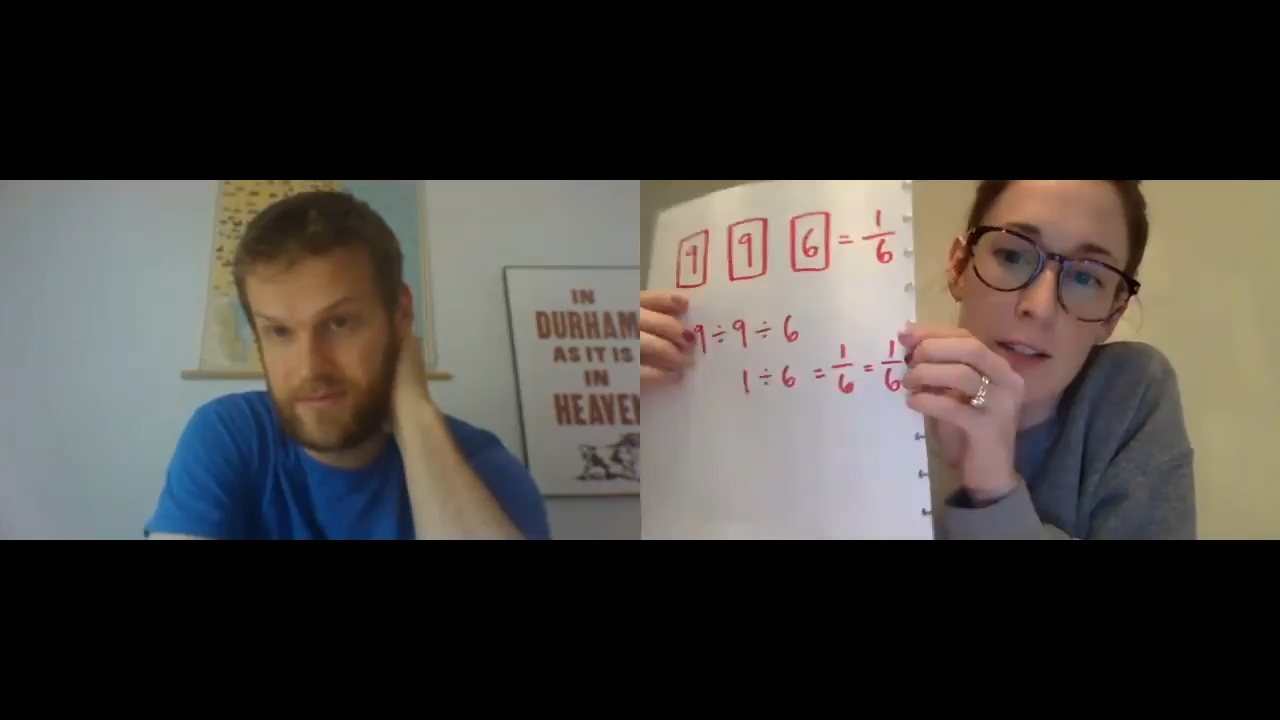 IN
DURHAM
AS IT IS
IN
HEAVEN
9 9 6 = 1/6
9 ÷ 9 ÷ 6
1 ÷ 6 = 1/6 = 1/6